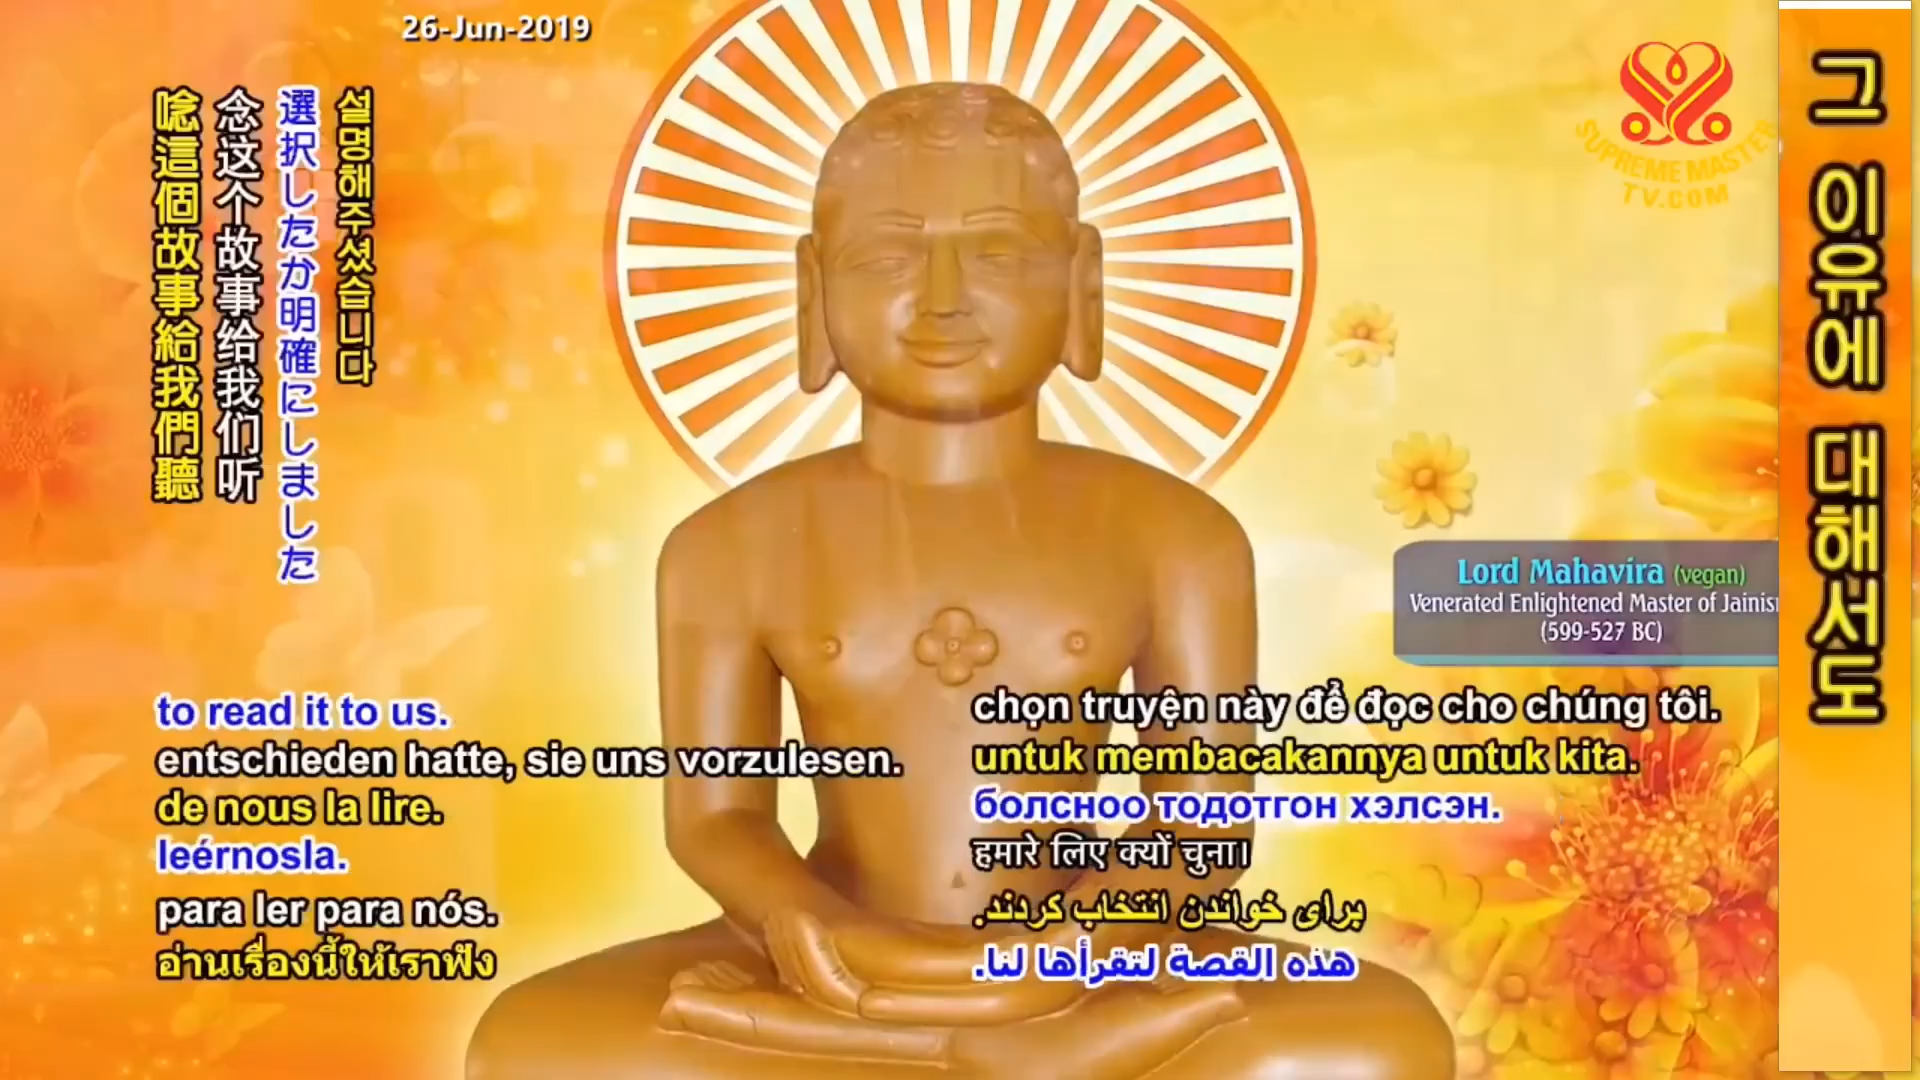 26-Jun-2019
SUPREME MASTER
TV.COM
그 이유에 대해서도
설명해주셨습니다
選択したか明確にしました
念这个故事给我们听
唸這個故事給我們聽
Lord Mahavira (vegan)
Venerated Enlightened Master of Jainis
(599-527 BC)
to read it to us.
entschieden hatte, sie uns vorzulesen.
de nous la lire.
leérnosla.
para ler para nós.
อ่านเรื่องนี้ให้เราฟัง
chọn truyện này để đọc cho chúng tôi.
untuk membacakannya untuk kita.
болсноо тодотгон хэлсэн.
हमारे लिए क्यों चुना।
برای خواندن انتخاب کردند.
هذه القصة لتقرأها لنا.